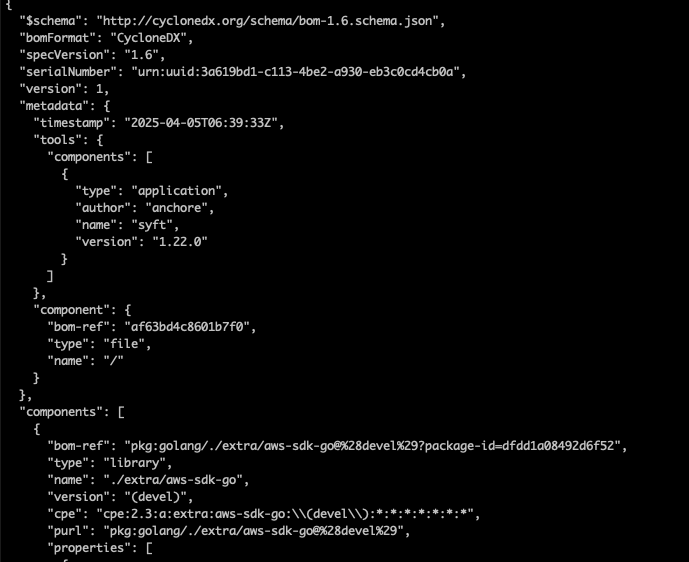 {
"$schema": "http://cyclonedx.org/schema/bom-1.6.schema.json",
"bomFormat": "CycloneDX",
"specVersion": "1.6",
"serialNumber": "urn:uuid:3a619bd1-c113-4be2-a930-eb3c0cd4cb0a",
"version": 1,
"metadata": {
"timestamp": "2025-04-05T06:39:33Z",
"tools": {
"components": [
{
"type": "application",
"author": "anchore",
"name": "syft",
"version": "1.22.0"
}
]
},
"component": {
"bom-ref": "af63bd4c8601b7f0",
"type": "file",
"name": "/"
}
},
"components": [
{
"bom-ref": "pkg:golang/./extra/aws-sdk-go@%28devel%29?package-id=dfdd1a08492d6f52",
"type": "library",
"name": "./extra/aws-sdk-go",
"version": "(devel)",
"cpe": "cpe:2.3:a:extra:aws-sdk-go:\\(devel\\):*:*:*:*:*:*:*",
"purl": "pkg:golang/./extra/aws-sdk-go@%28devel%29",
"properties": [
{